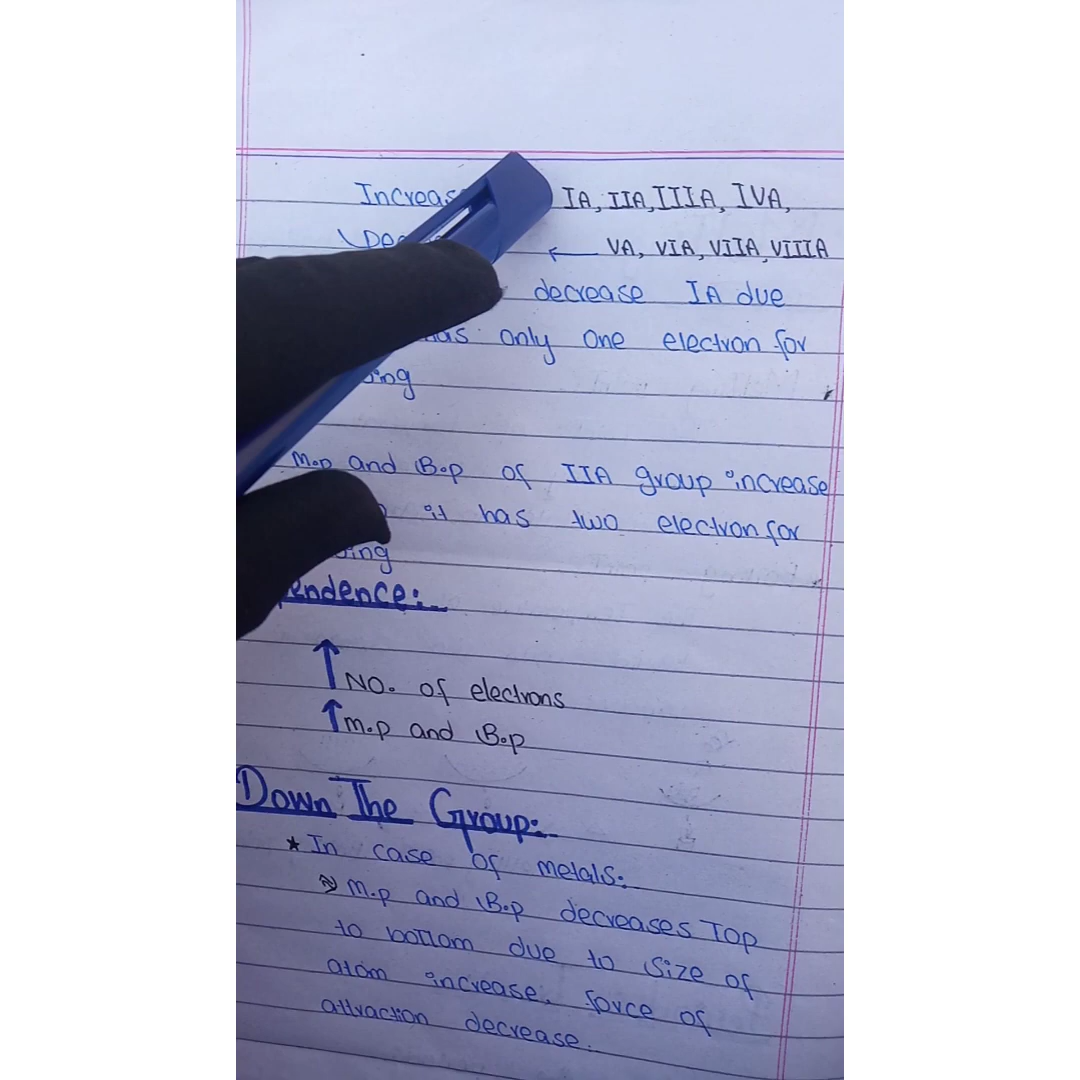 IA, IIA, IIIA, IVA,
← VA, VIA, VIIA, VIIIA
decrease IA due
only one electron for
M.p and B.p of IIA group increase
it has two electron for
↑ NO. of electrons
↑ m.p and B.p
Down The Group:-
* In case of metals:
M.p and B.p decreases Top
to bottom due to size of
atom increase, force of
attraction decrease.